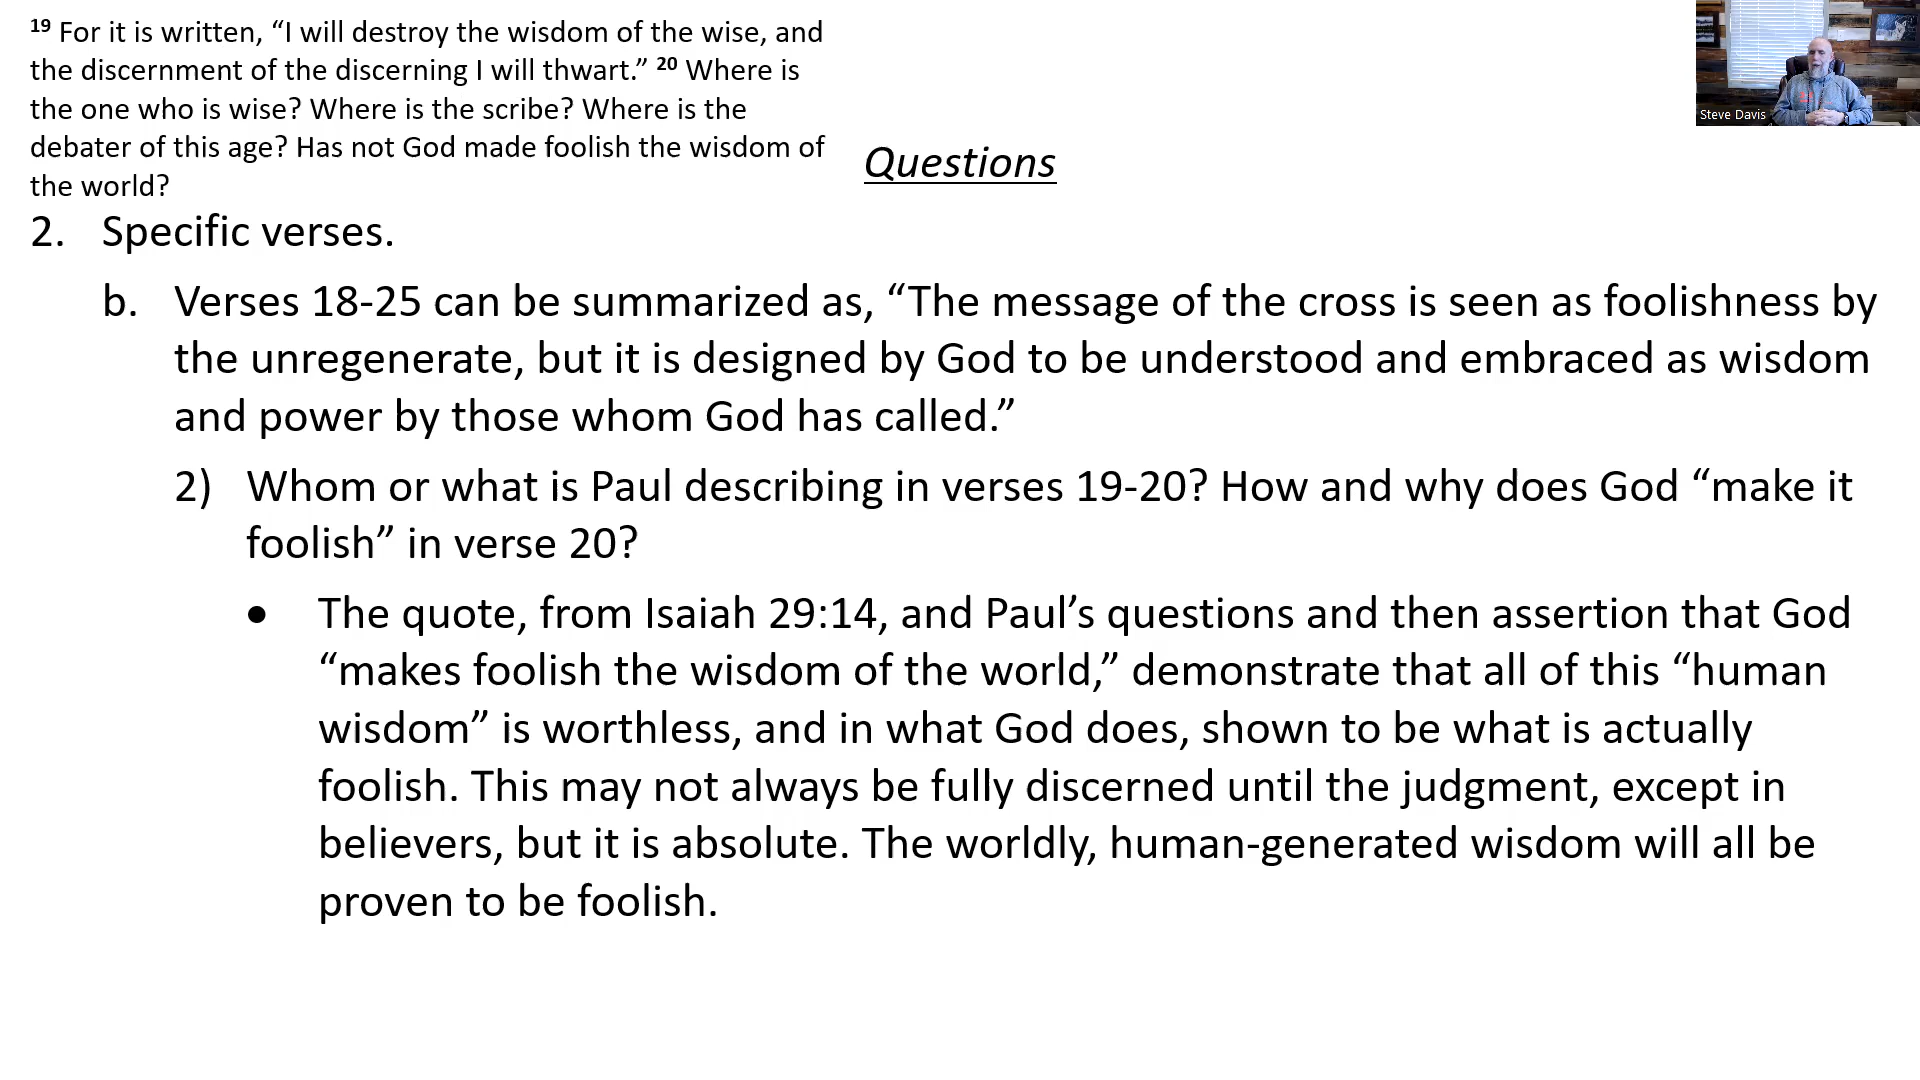 19 For it is written, “I will destroy the wisdom of the wise, and
the discernment of the discerning I will thwart.” 20 Where is
the one who is wise? Where is the scribe? Where is the
debater of this age? Has not God made foolish the wisdom of
the world?
Steve Davis
Questions
2. Specific verses.
b. Verses 18-25 can be summarized as, “The message of the cross is seen as foolishness by
the unregenerate, but it is designed by God to be understood and embraced as wisdom
and power by those whom God has called.”
2) Whom or what is Paul describing in verses 19-20? How and why does God “make it
foolish” in verse 20?
• The quote, from Isaiah 29:14, and Paul’s questions and then assertion that God
“makes foolish the wisdom of the world,” demonstrate that all of this “human
wisdom” is worthless, and in what God does, shown to be what is actually
foolish. This may not always be fully discerned until the judgment, except in
believers, but it is absolute. The worldly, human-generated wisdom will all be
proven to be foolish.